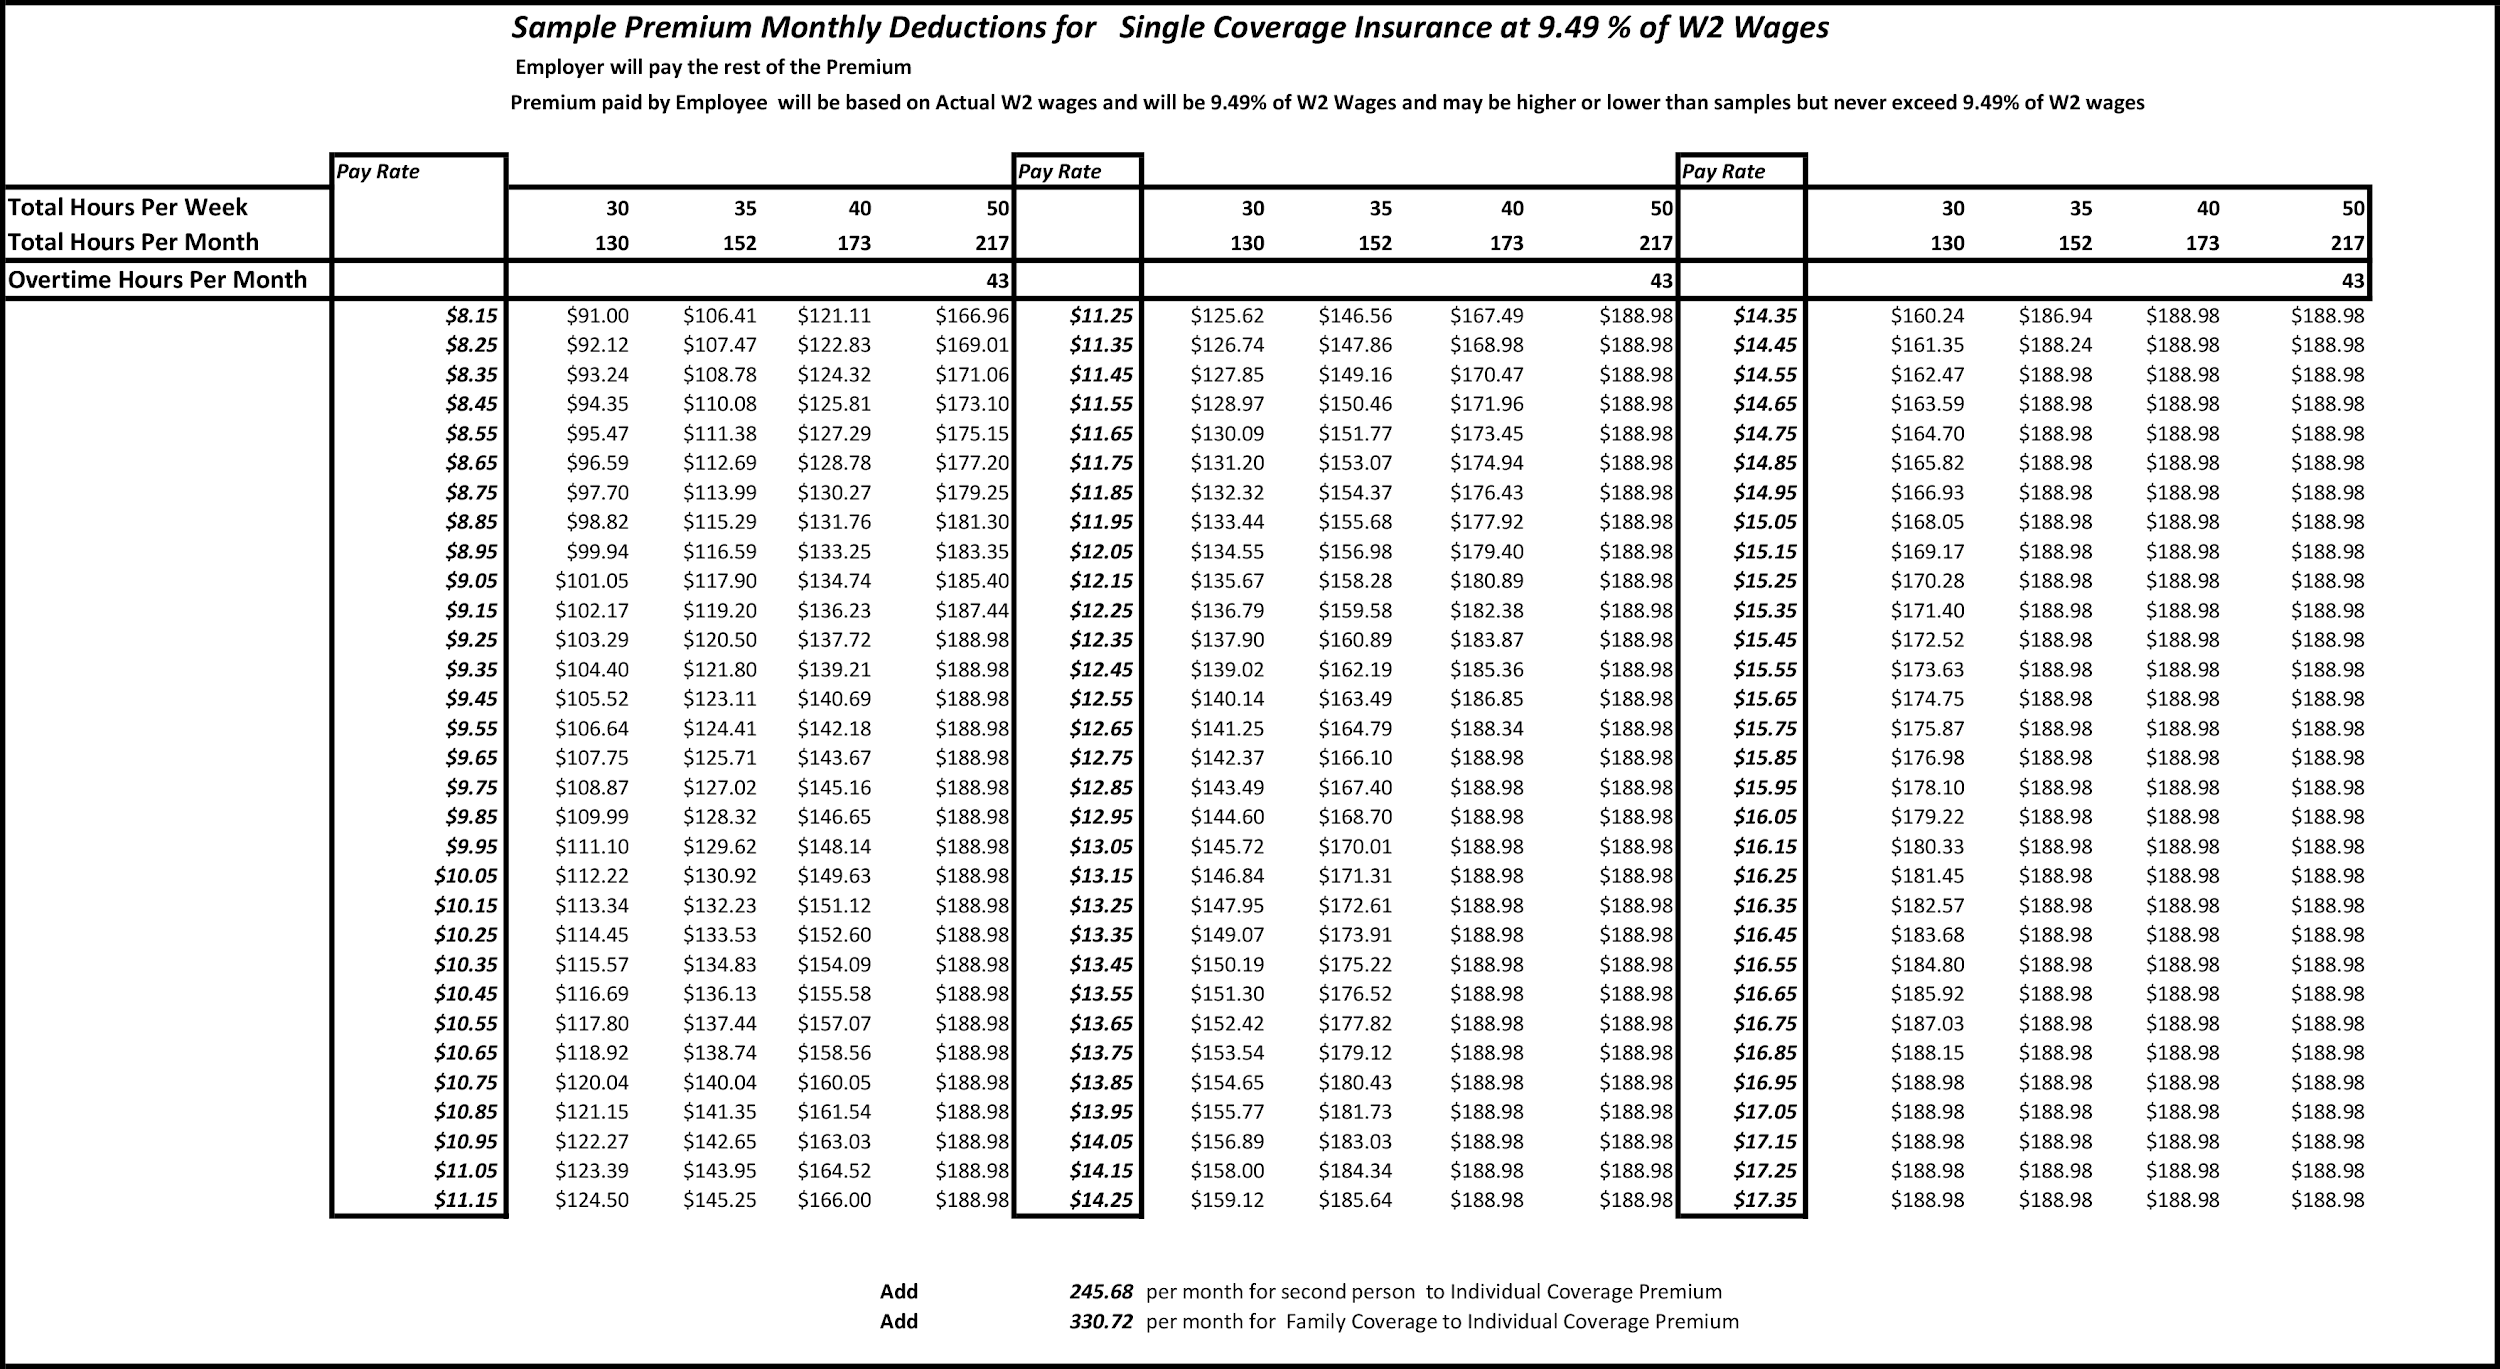 Sample Premium Monthly Deductions for Single Coverage Insurance at 9.49 % of W2 Wages
Employer will pay the rest of the Premium
Premium paid by Employee will be based on Actual W2 wages and will be 9.49% of W2 Wages and may be higher or lower than samples but never exceed 9.49% of W2 wages
Pay Rate Pay Rate Pay Rate
Total Hours Per Week 30 35 40 50 30 35 40 50 30 35 40 50
Total Hours Per Month 130 152 173 217 130 152 173 217 130 152 173 217
Overtime Hours Per Month 43 43 43
$8.15 $91.00 $106.41 $121.11 $166.96 $11.25 $125.62 $146.56 $167.49 $188.98 $14.35 $160.24 $186.94 $188.98 $188.98
$8.25 $92.12 $107.47 $122.83 $169.01 $11.35 $126.74 $147.86 $168.98 $188.98 $14.45 $161.35 $188.24 $188.98 $188.98
$8.35 $93.24 $108.78 $124.32 $171.06 $11.45 $127.85 $149.16 $170.47 $188.98 $14.55 $162.47 $188.98 $188.98 $188.98
$8.45 $94.35 $110.08 $125.81 $173.10 $11.55 $128.97 $150.46 $171.96 $188.98 $14.65 $163.59 $188.98 $188.98 $188.98
$8.55 $95.47 $111.38 $127.29 $175.15 $11.65 $130.09 $151.77 $173.45 $188.98 $14.75 $164.70 $188.98 $188.98 $188.98
$8.65 $96.59 $112.69 $128.78 $177.20 $11.75 $131.20 $153.07 $174.94 $188.98 $14.85 $165.82 $188.98 $188.98 $188.98
$8.75 $97.70 $113.99 $130.27 $179.25 $11.85 $132.32 $154.37 $176.43 $188.98 $14.95 $166.93 $188.98 $188.98 $188.98
$8.85 $98.82 $115.29 $131.76 $181.30 $11.95 $133.44 $155.68 $177.92 $188.98 $15.05 $168.05 $188.98 $188.98 $188.98
$8.95 $99.94 $116.59 $133.25 $183.35 $12.05 $134.55 $156.98 $179.40 $188.98 $15.15 $169.17 $188.98 $188.98 $188.98
$9.05 $101.05 $117.90 $134.74 $185.40 $12.15 $135.67 $158.28 $180.89 $188.98 $15.25 $170.28 $188.98 $188.98 $188.98
$9.15 $102.17 $119.20 $136.23 $187.44 $12.25 $136.79 $159.58 $182.38 $188.98 $15.35 $171.40 $188.98 $188.98 $188.98
$9.25 $103.29 $120.50 $137.72 $188.98 $12.35 $137.90 $160.89 $183.87 $188.98 $15.45 $172.52 $188.98 $188.98 $188.98
$9.35 $104.40 $121.80 $139.21 $188.98 $12.45 $139.02 $162.19 $185.36 $188.98 $15.55 $173.63 $188.98 $188.98 $188.98
$9.45 $105.52 $123.11 $140.69 $188.98 $12.55 $140.14 $163.49 $186.85 $188.98 $15.65 $174.75 $188.98 $188.98 $188.98
$9.55 $106.64 $124.41 $142.18 $188.98 $12.65 $141.25 $164.79 $188.34 $188.98 $15.75 $175.87 $188.98 $188.98 $188.98
$9.65 $107.75 $125.71 $143.67 $188.98 $12.75 $142.37 $166.10 $188.98 $188.98 $15.85 $176.98 $188.98 $188.98 $188.98
$9.75 $108.87 $127.02 $145.16 $188.98 $12.85 $143.49 $167.40 $188.98 $188.98 $15.95 $178.10 $188.98 $188.98 $188.98
$9.85 $109.99 $128.32 $146.65 $188.98 $12.95 $144.60 $168.70 $188.98 $188.98 $16.05 $179.22 $188.98 $188.98 $188.98
$9.95 $111.10 $129.62 $148.14 $188.98 $13.05 $145.72 $170.01 $188.98 $188.98 $16.15 $180.33 $188.98 $188.98 $188.98
$10.05 $112.22 $130.92 $149.63 $188.98 $13.15 $146.84 $171.31 $188.98 $188.98 $16.25 $181.45 $188.98 $188.98 $188.98
$10.15 $113.34 $132.23 $151.12 $188.98 $13.25 $147.95 $172.61 $188.98 $188.98 $16.35 $182.57 $188.98 $188.98 $188.98
$10.25 $114.45 $133.53 $152.60 $188.98 $13.35 $149.07 $173.91 $188.98 $188.98 $16.45 $183.68 $188.98 $188.98 $188.98
$10.35 $115.57 $134.83 $154.09 $188.98 $13.45 $150.19 $175.22 $188.98 $188.98 $16.55 $184.80 $188.98 $188.98 $188.98
$10.45 $116.69 $136.13 $155.58 $188.98 $13.55 $151.30 $176.52 $188.98 $188.98 $16.65 $185.92 $188.98 $188.98 $188.98
$10.55 $117.80 $137.44 $157.07 $188.98 $13.65 $152.42 $177.82 $188.98 $188.98 $16.75 $187.03 $188.98 $188.98 $188.98
$10.65 $118.92 $138.74 $158.56 $188.98 $13.75 $153.54 $179.12 $188.98 $188.98 $16.85 $188.15 $188.98 $188.98 $188.98
$10.75 $120.04 $140.04 $160.05 $188.98 $13.85 $154.65 $180.43 $188.98 $188.98 $16.95 $188.98 $188.98 $188.98 $188.98
$10.85 $121.15 $141.35 $161.54 $188.98 $13.95 $155.77 $181.73 $188.98 $188.98 $17.05 $188.98 $188.98 $188.98 $188.98
$10.95 $122.27 $142.65 $163.03 $188.98 $14.05 $156.89 $183.03 $188.98 $188.98 $17.15 $188.98 $188.98 $188.98 $188.98
$11.05 $123.39 $143.95 $164.52 $188.98 $14.15 $158.00 $184.34 $188.98 $188.98 $17.25 $188.98 $188.98 $188.98 $188.98
$11.15 $124.50 $145.25 $166.00 $188.98 $14.25 $159.12 $185.64 $188.98 $188.98 $17.35 $188.98 $188.98 $188.98 $188.98
Add 245.68 per month for second person to Individual Coverage Premium
Add 330.72 per month for Family Coverage to Individual Coverage Premium